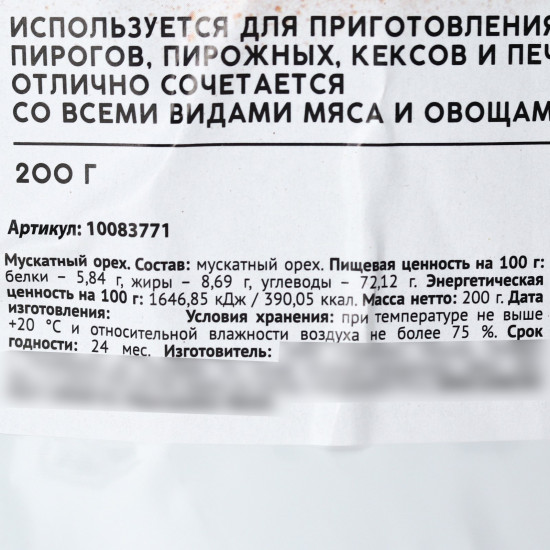 ИСПОЛЬЗУЕТСЯ ДЛЯ ПРИГОТОВЛЕНИЯ
ПИРОГОВ, ПИРОЖНЫХ, КЕКСОВ И ПЕЧ
ОТЛИЧНО СОЧЕТАЕТСЯ
СО ВСЕМИ ВИДАМИ МЯСА И ОВОЩАМ
200 Г
Артикул: 10083771
Мускатный орех. Состав: мускатный орех. Пищевая ценность на 100 г:
белки – 5,84 г, жиры – 8,69 г, углеводы – 72,12 г. Энергетическая
ценность на 100 г: 1646,85 кДж / 390,05 ккал. Масса нетто: 200 г. Дата
изготовления: Условия хранения: при температуре не выше
+20 °С и относительной влажности воздуха не более 75 %. Срок
годности: 24 мес. Изготовитель: